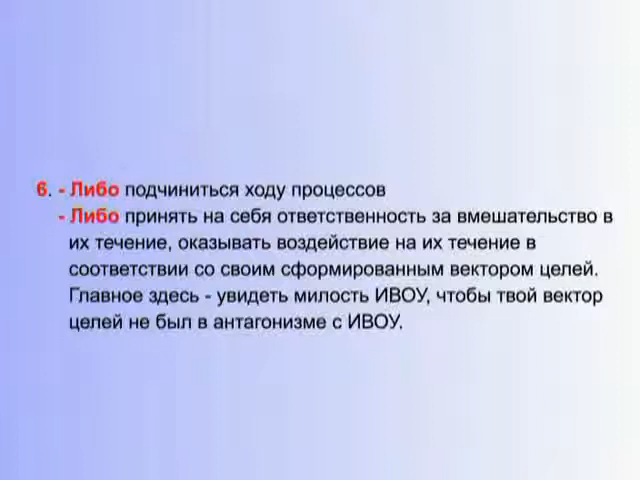 6. - Либо подчиниться ходу процессов
- Либо принять на себя ответственность за вмешательство в
их течение, оказывать воздействие на их течение в
соответствии со своим сформированным вектором целей.
Главное здесь - увидеть милость ИВОУ, чтобы твой вектор
целей не был в антагонизме с ИВОУ.